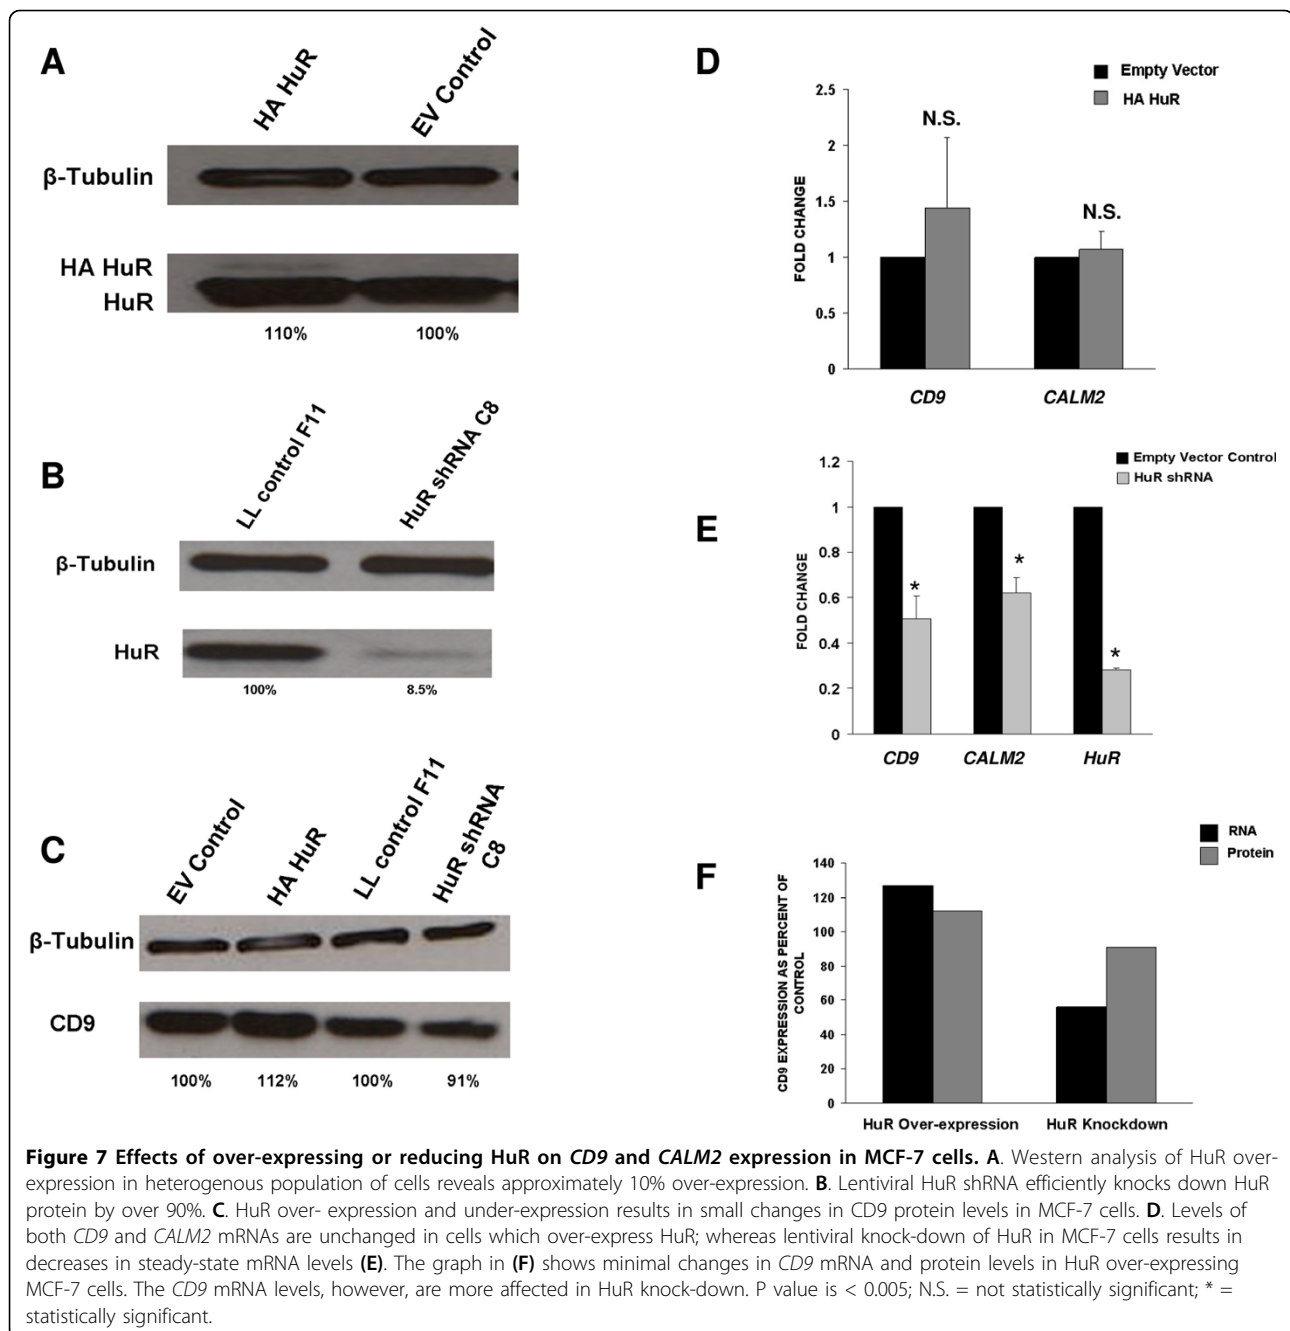 A
HA HuR
EV Control
β-Tubulin
HA HuR
HuR
110%
100%
B
LL control F11
HuR shRNA C8
β-Tubulin
HuR
100%
8.5%
C
EV Control
HA HuR
LL control F11
HuR shRNA
C8
β-Tubulin
CD9
100%
112%
100%
91%
D
Empty Vector
HA HuR
FOLD CHANGE
2.5
2
1.5
1
0.5
0
N.S.
N.S.
CD9
CALM2
E
Empty Vector Control
HuR shRNA
FOLD CHANGE
1.2
1
0.8
0.6
0.4
0.2
0
*
*
*
CD9
CALM2
HuR
F
RNA
Protein
CD9 EXPRESSION AS PERCENT OF
CONTROL
140
120
100
80
60
40
20
0
HuR Over-expression
HuR Knockdown
Figure 7 Effects of over-expressing or reducing HuR on CD9 and CALM2 expression in MCF-7 cells. A. Western analysis of HuR over-
expression in heterogenous population of cells reveals approximately 10% over-expression. B. Lentiviral HuR shRNA efficiently knocks down HuR
protein by over 90%. C. HuR over- expression and under-expression results in small changes in CD9 protein levels in MCF-7 cells. D. Levels of
both CD9 and CALM2 mRNAs are unchanged in cells which over-express HuR; whereas lentiviral knock-down of HuR in MCF-7 cells results in
decreases in steady-state mRNA levels (E). The graph in (F) shows minimal changes in CD9 mRNA and protein levels in HuR over-expressing
MCF-7 cells. The CD9 mRNA levels, however, are more affected in HuR knock-down. P value is < 0.005; N.S. = not statistically significant; * =
statistically significant.